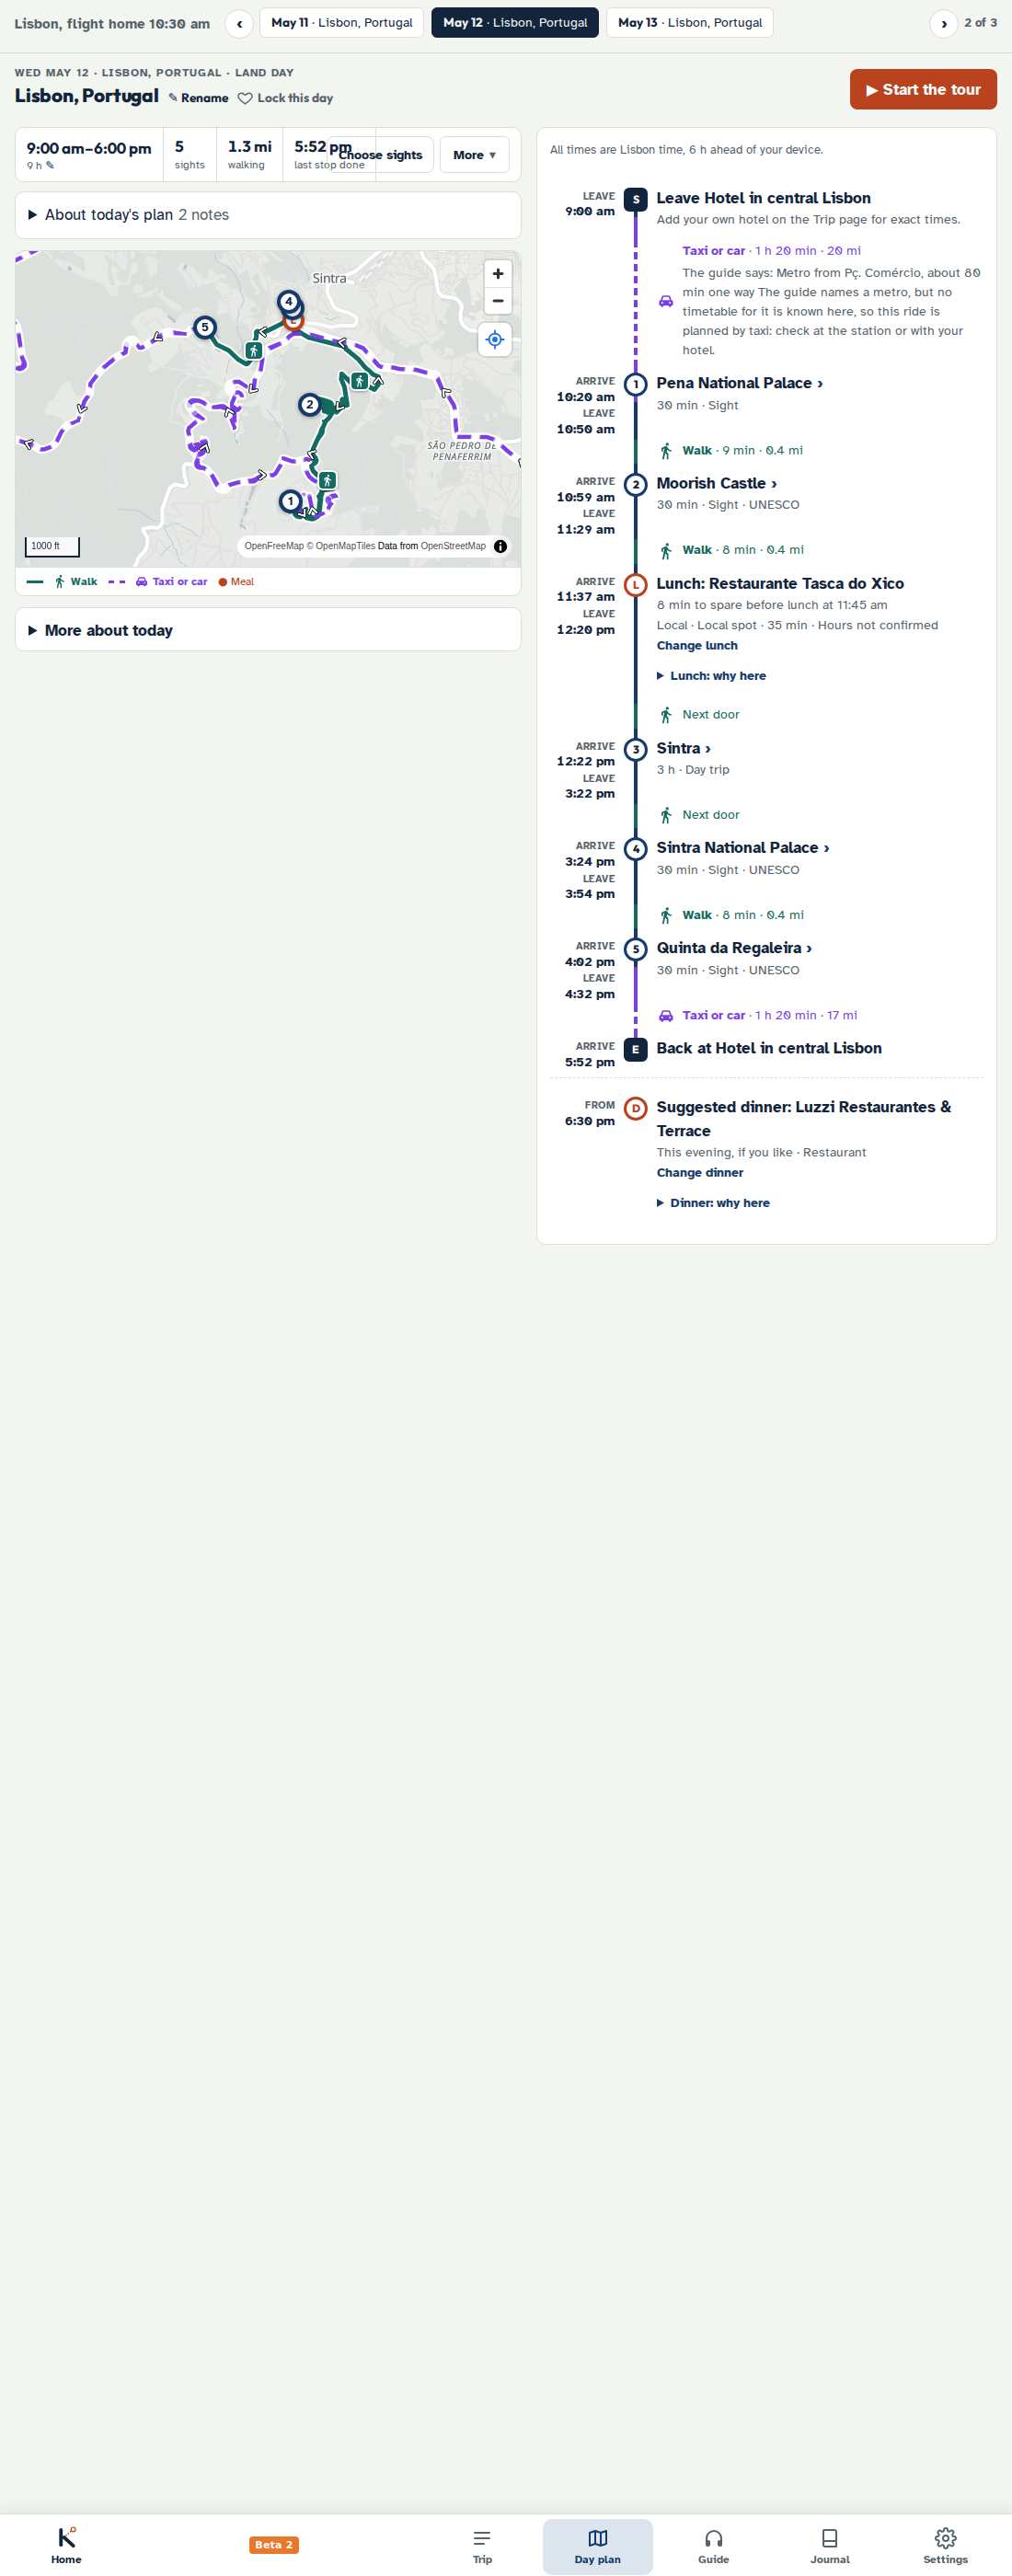 Lisbon, flight home 10:30 am
‹
May 11 · Lisbon, Portugal
May 12 · Lisbon, Portugal
May 13 · Lisbon, Portugal
›
2 of 3
WED MAY 12 · LISBON, PORTUGAL · LAND DAY
Lisbon, Portugal ✎ Rename Lock this day
▶ Start the tour
9:00 am–6:00 pm
9 h ✎
5
sights
1.3 mi
walking
5:52 pm
last stop done
Choose sights
More ▾
▶ About today's plan 2 notes
Sintra
4
5
2
1
SÃO PEDRO DE
PENAFERRIM
+
−
1000 ft
OpenFreeMap © OpenMapTiles Data from OpenStreetMap
Walk Taxi or car Meal
▶ More about today
All times are Lisbon time, 6 h ahead of your device.
LEAVE
9:00 am
S
Leave Hotel in central Lisbon
Add your own hotel on the Trip page for exact times.
Taxi or car · 1 h 20 min · 20 mi
The guide says: Metro from Pç. Comércio, about 80
min one way The guide names a metro, but no
timetable for it is known here, so this ride is
planned by taxi: check at the station or with your
hotel.
ARRIVE
10:20 am
LEAVE
10:50 am
1
Pena National Palace ›
30 min · Sight
Walk · 9 min · 0.4 mi
ARRIVE
10:59 am
LEAVE
11:29 am
2
Moorish Castle ›
30 min · Sight · UNESCO
Walk · 8 min · 0.4 mi
ARRIVE
11:37 am
LEAVE
12:20 pm
L
Lunch: Restaurante Tasca do Xico
8 min to spare before lunch at 11:45 am
Local · Local spot · 35 min · Hours not confirmed
Change lunch
▶ Lunch: why here
Next door
ARRIVE
12:22 pm
LEAVE
3:22 pm
3
Sintra ›
3 h · Day trip
Next door
ARRIVE
3:24 pm
LEAVE
3:54 pm
4
Sintra National Palace ›
30 min · Sight · UNESCO
Walk · 8 min · 0.4 mi
ARRIVE
4:02 pm
LEAVE
4:32 pm
5
Quinta da Regaleira ›
30 min · Sight · UNESCO
Taxi or car · 1 h 20 min · 17 mi
ARRIVE
5:52 pm
E
Back at Hotel in central Lisbon
FROM
6:30 pm
D
Suggested dinner: Luzzi Restaurantes &
Terrace
This evening, if you like · Restaurant
Change dinner
▶ Dinner: why here
Home
Beta 2
Trip
Day plan
Guide
Journal
Settings